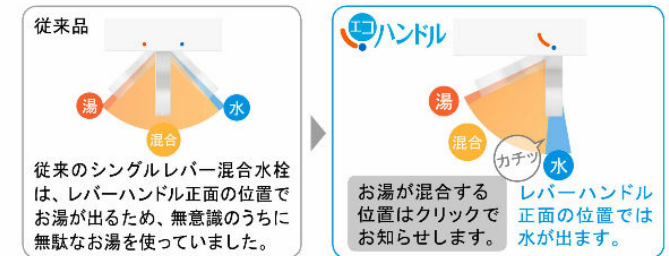 従来品
湯
水
混合
従来のシングルレバー混合水栓
は、レバーハンドル正面の位置で
お湯が出るため、無意識のうちに
無駄なお湯を使っていました。
エコハンドル
湯
混合
カチッ
水
お湯が混合する
位置はクリックで
お知らせします。
レバーハンドル
正面の位置では
水が出ます。